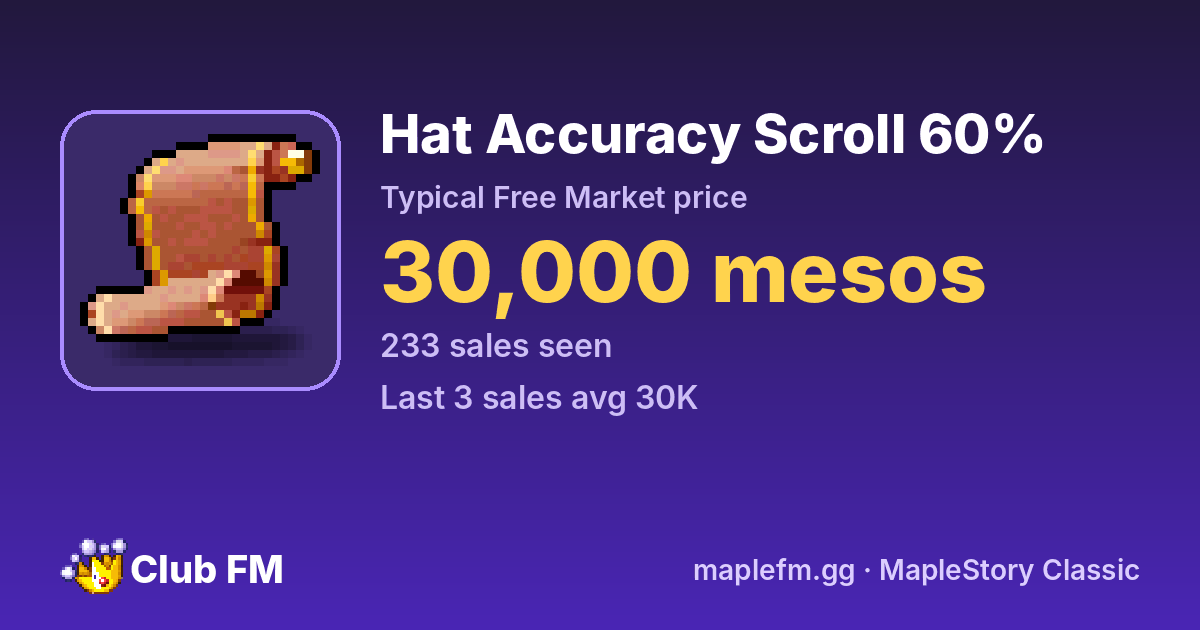 Hat Accuracy Scroll 60%
Typical Free Market price
30,000 mesos
233 sales seen
Last 3 sales avg 30K
Club FM
maplefm.gg · MapleStory Classic